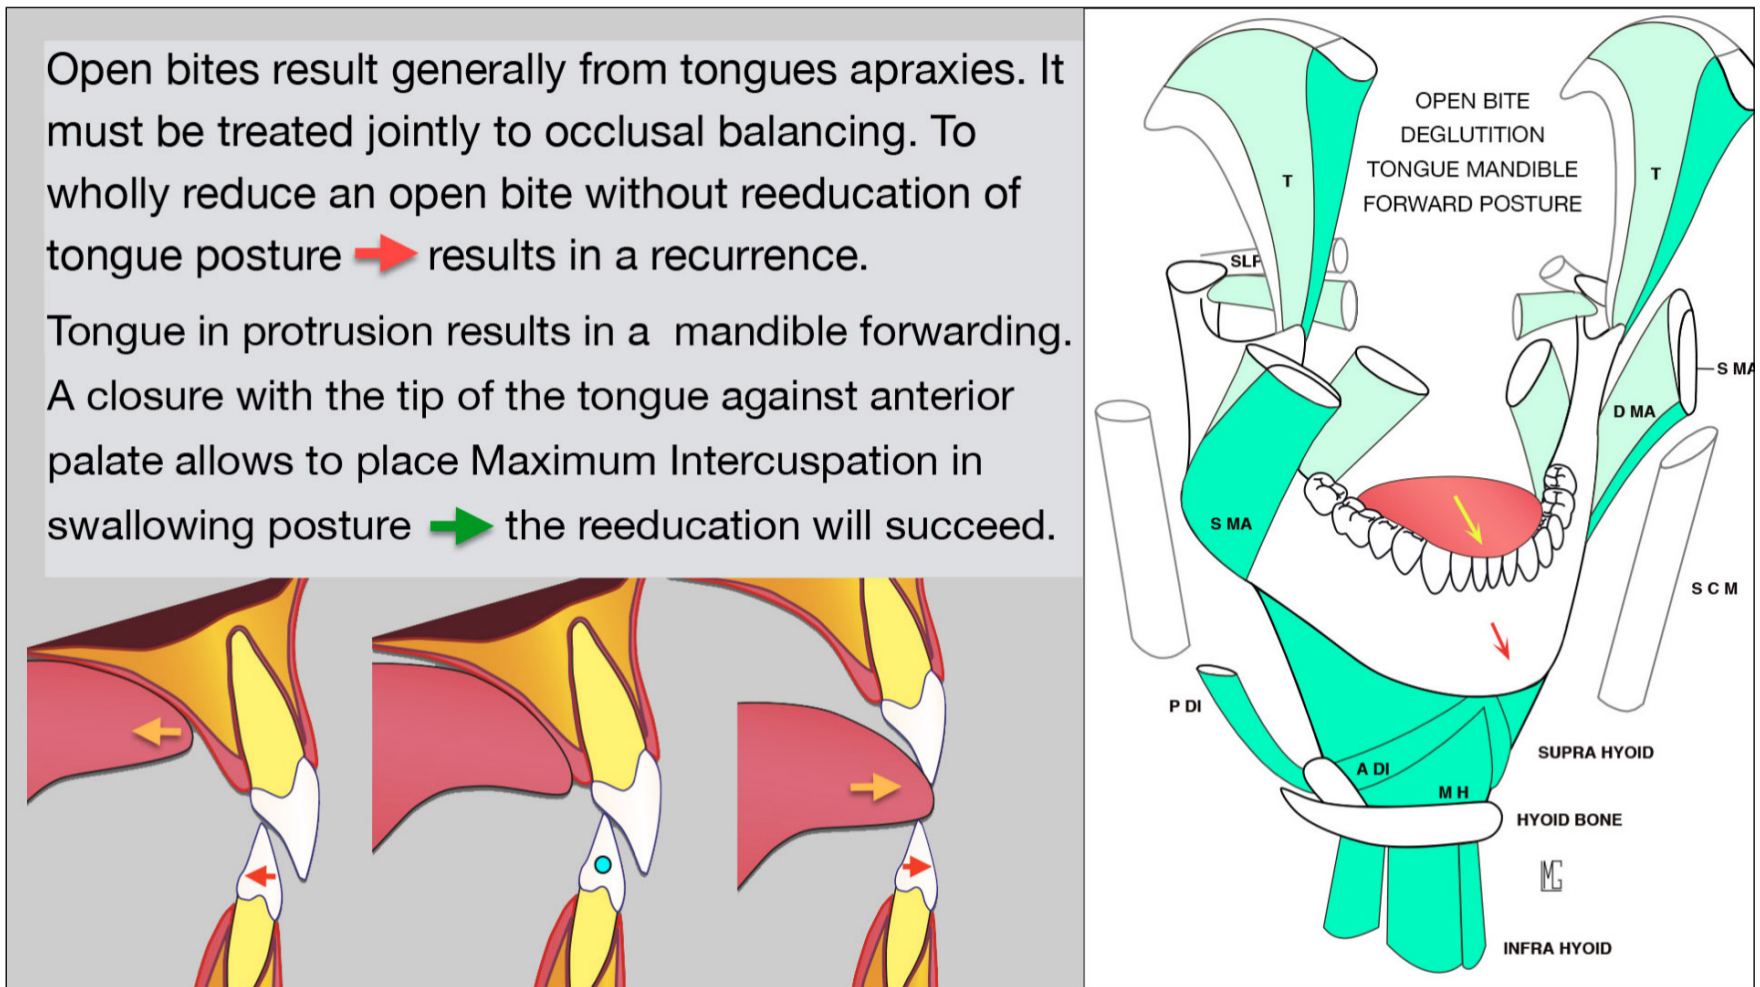 Open bites result generally from tongues apraxies. It
must be treated jointly to occlusal balancing. To
wholly reduce an open bite without reeducation of
tongue posture results in a recurrence.
Tongue in protrusion results in a mandible forwarding.
A closure with the tip of the tongue against anterior
palate allows to place Maximum Intercuspation in
swallowing posture the reeducation will succeed.
OPEN BITE
DEGLUTITION
TONGUE MANDIBLE
FORWARD POSTURE
T
T
SLP
S MA
D MA
S MA
S C M
P DI
SUPRA HYOID
A DI
M H
HYOID BONE
LMG
INFRA HYOID